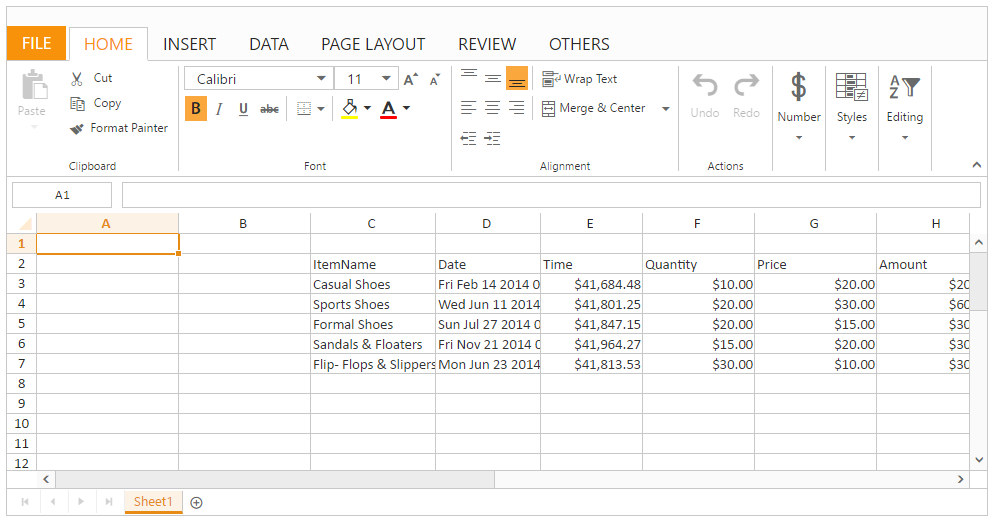 FILE HOME INSERT DATA PAGE LAYOUT REVIEW OTHERS
Paste
Cut
Copy
Format Painter
Clipboard
Calibri 11 A A
B I U abc A
Font
Wrap Text
Merge & Center
Alignment
Undo Redo
Actions
$ Number
Styles
A Z Editing
A1
A B C D E F G H
1
2 ItemName Date Time Quantity Price Amount
3 Casual Shoes Fri Feb 14 2014 0 $41,684.48 $10.00 $20.00 $20
4 Sports Shoes Wed Jun 11 2014 $41,801.25 $20.00 $30.00 $60
5 Formal Shoes Sun Jul 27 2014 0 $41,847.15 $20.00 $15.00 $30
6 Sandals & Floaters Fri Nov 21 2014 0 $41,964.27 $15.00 $20.00 $30
7 Flip- Flops & Slippers Mon Jun 23 2014 $41,813.53 $30.00 $10.00 $30
8
9
10
11
12
Sheet1